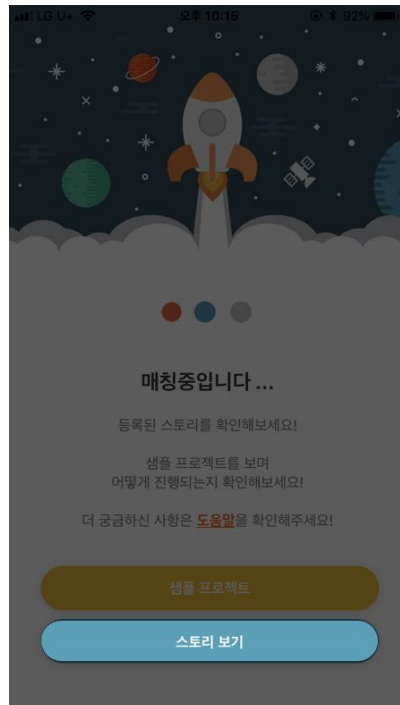 LG U+ 오후 10:15 92%
매칭중입니다 ...
등록된 스토리를 확인해보세요!
샘플 프로젝트를 보며
어떻게 진행되는지 확인해보세요!
더 궁금하신 사항은 도움말을 확인해주세요!
샘플 프로젝트
스토리 보기